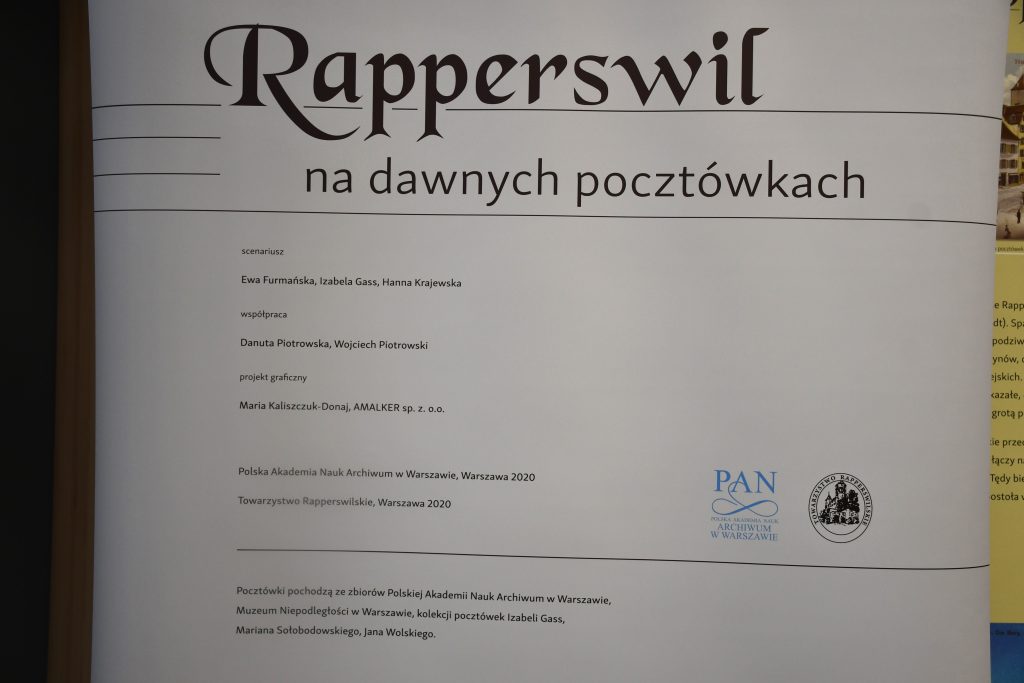 Rapperswil
na dawnych pocztówkach
scenariusz
Ewa Furmańska, Izabela Gass, Hanna Krajewska
współpraca
Danuta Piotrowska, Wojciech Piotrowski
projekt graficzny
Maria Kaliszczuk-Donaj, AMALKER sp. z. o.o.
Polska Akademia Nauk Archiwum w Warszawie, Warszawa 2020
Towarzystwo Rapperswilskie, Warszawa 2020
PAN
POLSKA AKADEMIA NAUK
ARCHIWUM
W WARSZAWIE
TOWARZYSTWO RAPPERSWILSKIE
Pocztówki pochodzą ze zbiorów Polskiej Akademii Nauk Archiwum w Warszawie,
Muzeum Niepodległości w Warszawie, kolekcji pocztówek Izabeli Gass,
Mariana Sołobodowskiego, Jana Wolskiego.